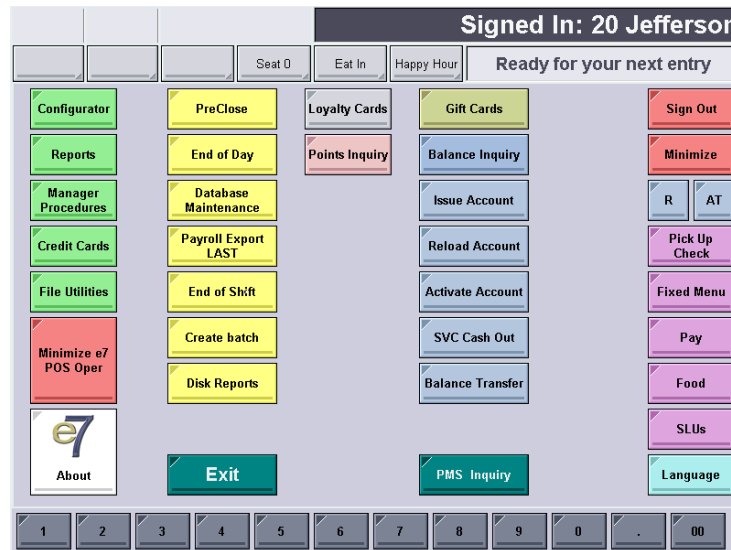 Signed In: 20 Jefferson
Seat 0
Eat In
Happy Hour
Ready for your next entry
Configurator
PreClose
Loyalty Cards
Gift Cards
Sign Out
Reports
End of Day
Points Inquiry
Balance Inquiry
Minimize
Manager
Procedures
Database
Maintenance
Issue Account
R
AT
Credit Cards
Payroll Export
LAST
Reload Account
Pick Up
Check
File Utilities
End of Shift
Activate Account
Fixed Menu
Minimize e7
POS Oper
Create batch
SVC Cash Out
Pay
Disk Reports
Balance Transfer
Food
e7
About
SLUs
Exit
PMS Inquiry
Language
1
2
3
4
5
6
7
8
9
0
.
00